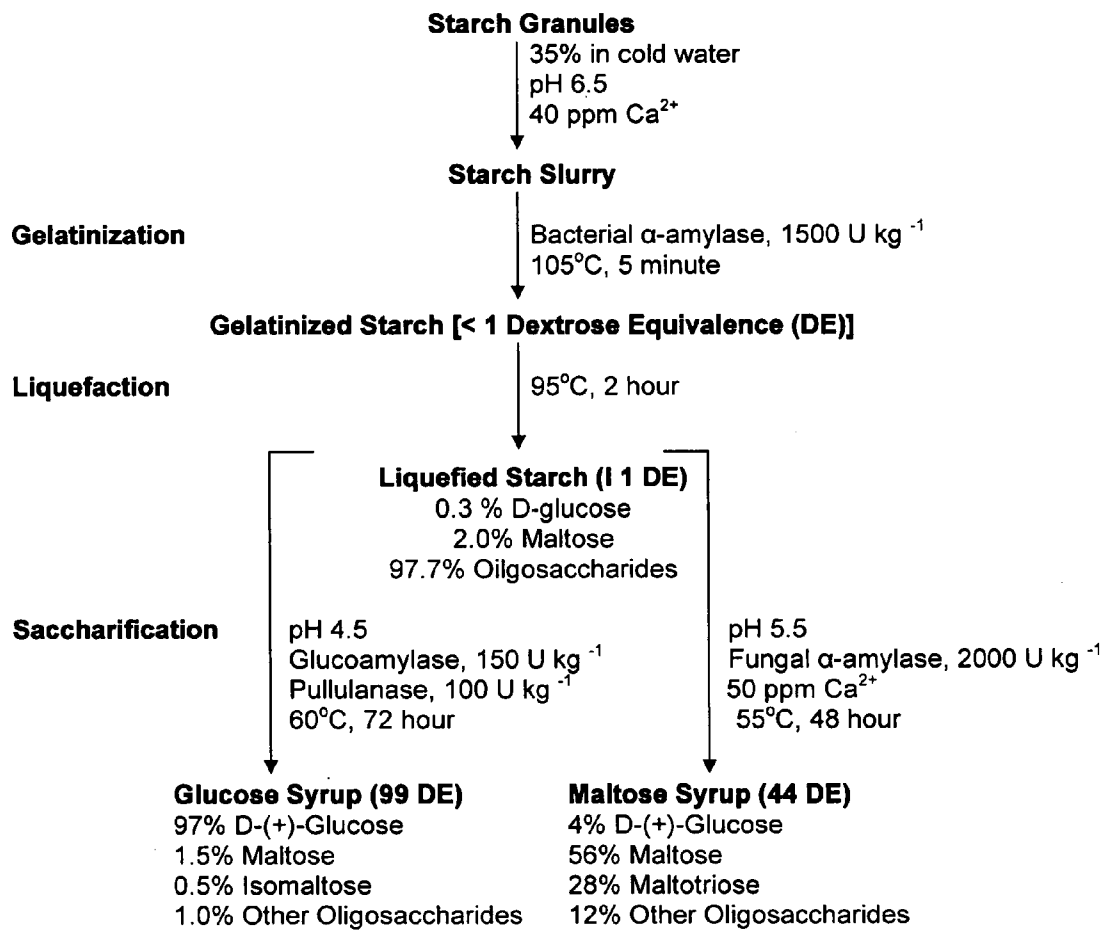 Starch Granules
35% in cold water
pH 6.5
40 ppm Ca²⁺
Starch Slurry
Gelatinization
Bacterial α-amylase, 1500 U kg ⁻¹
105°C, 5 minute
Gelatinized Starch [< 1 Dextrose Equivalence (DE)]
Liquefaction
95°C, 2 hour
Liquefied Starch (I 1 DE)
0.3 % D-glucose
2.0% Maltose
97.7% Oilgosaccharides
Saccharification
pH 4.5
Glucoamylase, 150 U kg ⁻¹
Pullulanase, 100 U kg ⁻¹
60°C, 72 hour
pH 5.5
Fungal α-amylase, 2000 U kg ⁻¹
50 ppm Ca²⁺
55°C, 48 hour
Glucose Syrup (99 DE)
97% D-(+)-Glucose
1.5% Maltose
0.5% Isomaltose
1.0% Other Oligosaccharides
Maltose Syrup (44 DE)
4% D-(+)-Glucose
56% Maltose
28% Maltotriose
12% Other Oligosaccharides